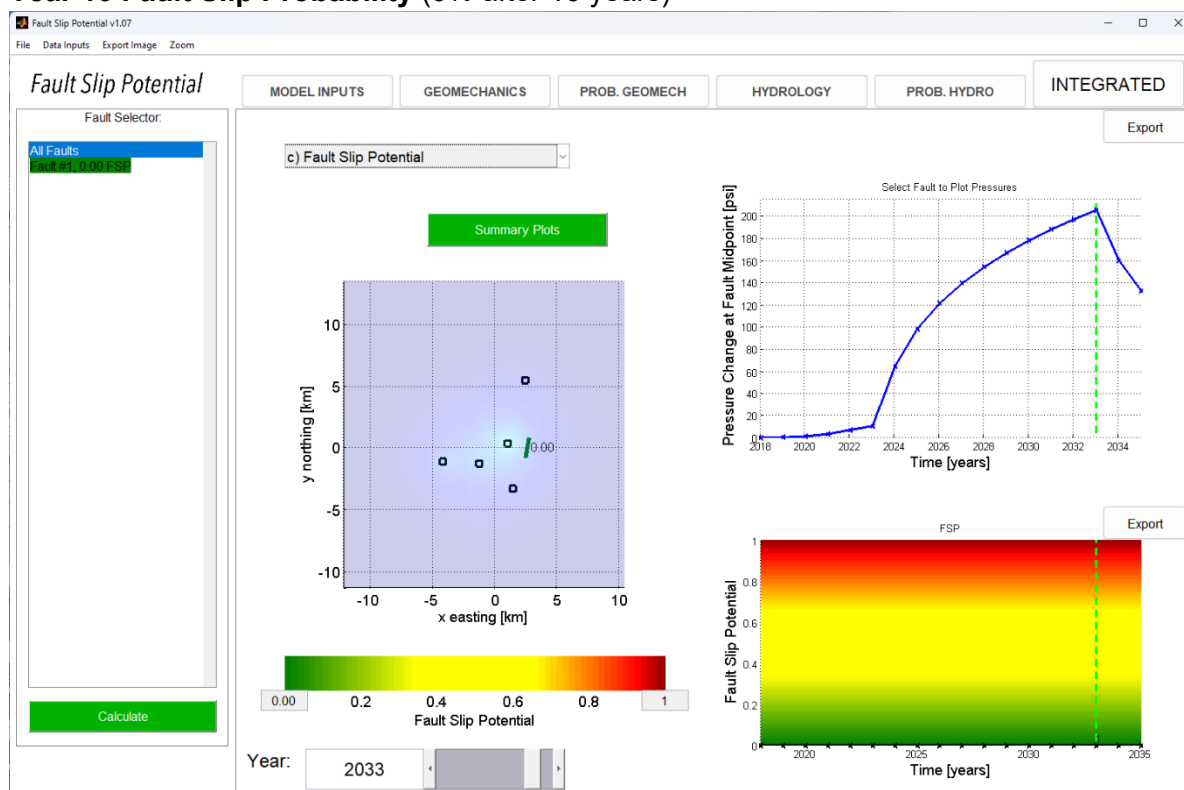 Fault Slip Probability after years)
Fault Slip Potential v1.07
File Data Inputs Export Image Zoom
Fault Slip Potential
MODEL INPUTS
GEOMECHANICS
PROB. GEOMECH
HYDROLOGY
PROB. HYDRO
INTEGRATED
Fault Selector:
All Faults
Fault #1, 0.00 FSP
Calculate
c) Fault Slip Potential
Summary Plots
10
5
0
-5
-10
y northing [km]
0.00
-10 -5 0 5 10
x easting [km]
0.00 0.2 0.4 0.6 0.8 1
Fault Slip Potential
Year: 2033
Export
Select Fault to Plot Pressures
Pressure Change at Fault Midpoint [psi]
200
180
160
140
120
100
80
60
40
20
0
2018 2020 2022 2024 2026 2028 2030 2032 2034
Time [years]
Export
FSP
Fault Slip Potential
1
0.8
0.6
0.4
0.2
0
2020 2025 2030 2035
Time [years]